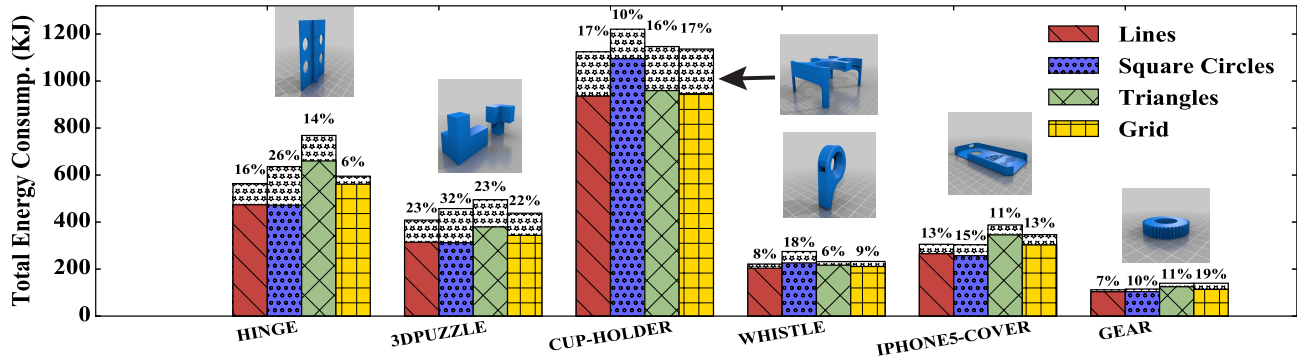 Total Energy Consump. (KJ)
1200
1000
800
600
400
200
0
16%
26%
14%
6%
23%
32%
23%
22%
17%
10%
16%
17%
8%
18%
6%
9%
13%
15%
11%
13%
7%
10%
11%
19%
Lines
Square Circles
Triangles
Grid
HINGE
3DPUZZLE
CUP-HOLDER
WHISTLE
IPHONE5-COVER
GEAR